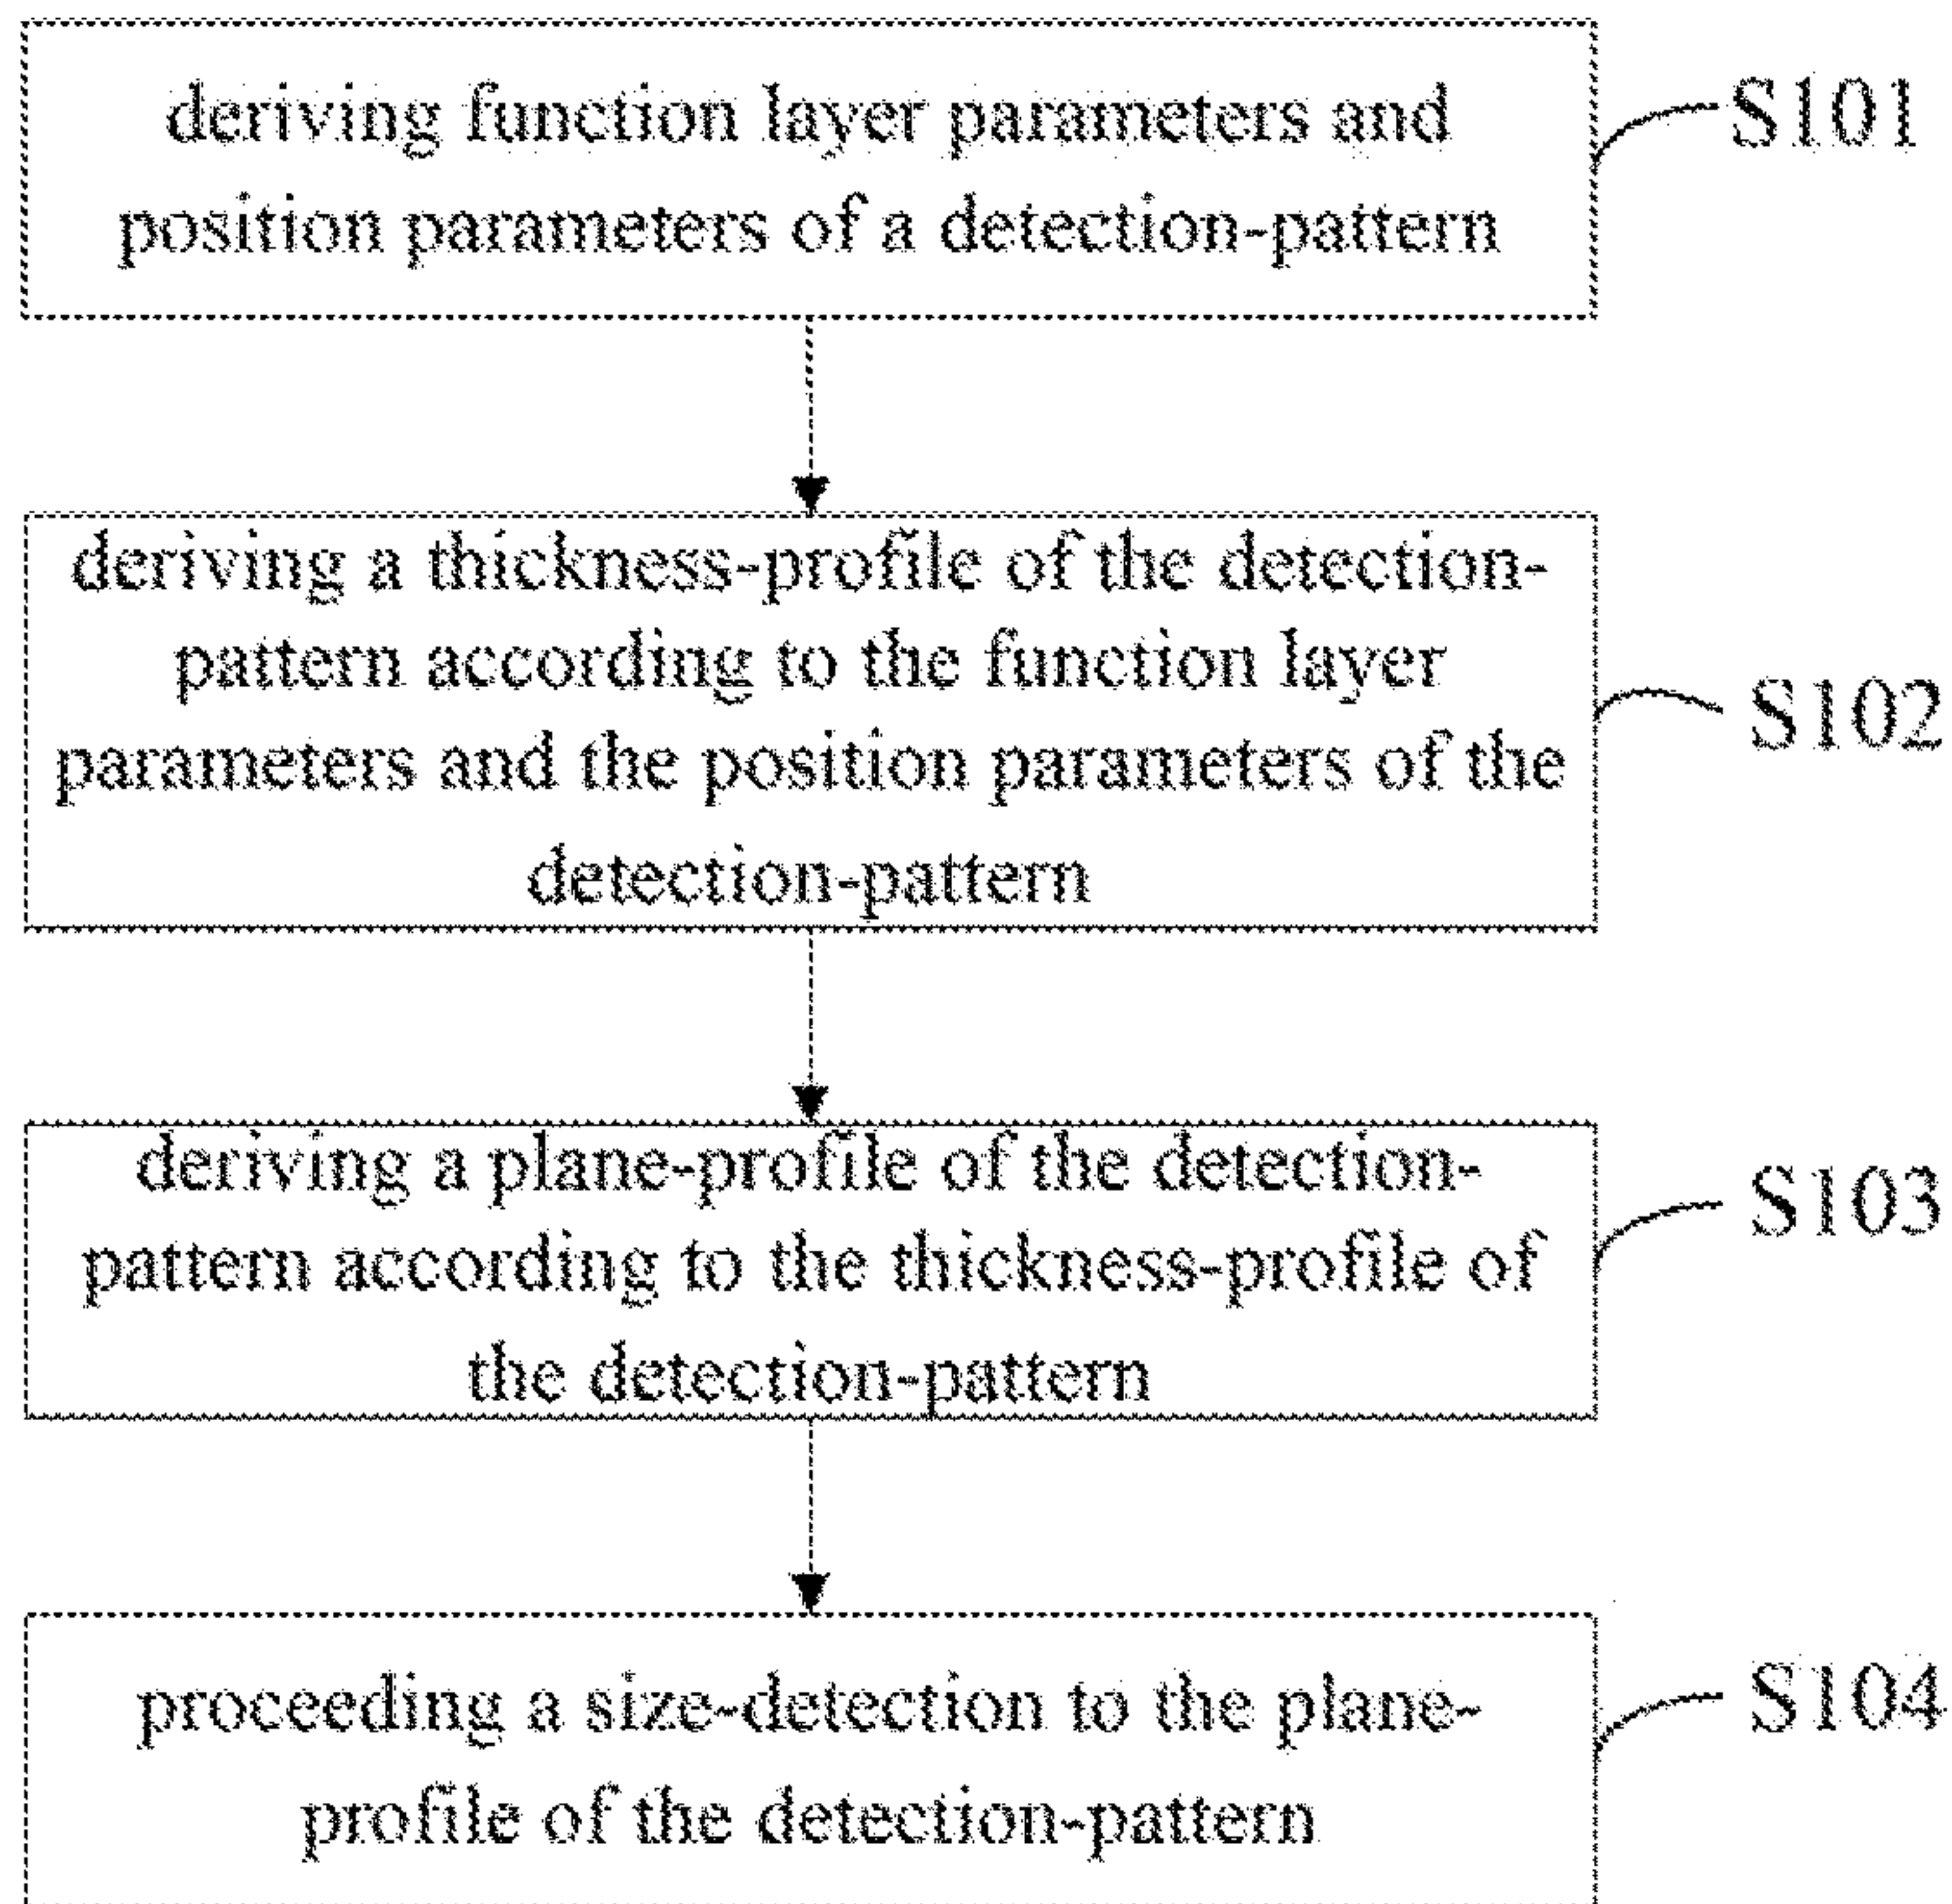 deriving function layer parameters and
position parameters of a detection-pattern
S101
deriving a thickness-profile of the detection-
pattern according to the function layer
parameters and the position parameters of the
detection-pattern
S102
deriving a plane-profile of the detection-
pattern according to the thickness-profile of
the detection-pattern
S103
proceeding a size-detection to the plane-
profile of the detection-pattern
S104